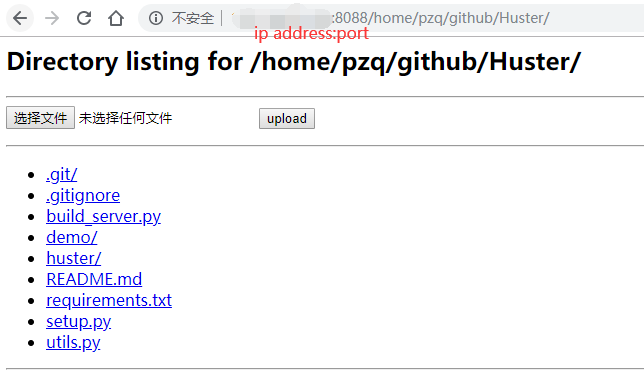 不安全 :8088/home/pzq/github/Huster/
ip address:port
Directory listing for /home/pzq/github/Huster/
选择文件 未选择任何文件 upload
.git/
.gitignore
build_server.py
demo/
huster/
README.md
requirements.txt
setup.py
utils.py